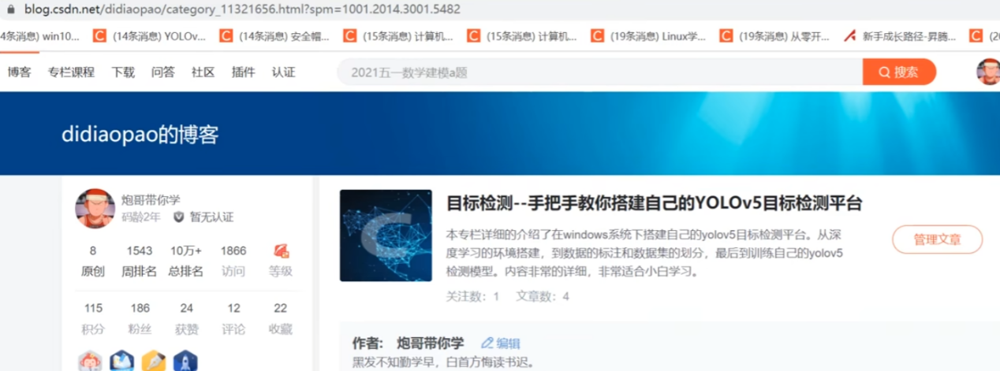 blog.csdn.net/didiaopao/category_11321656.html?spm=1001.2014.3001.5482
4条消息) win10... (14条消息) YOLOv... (14条消息) 安全帽... (15条消息) 计算机... (15条消息) 计算机... (19条消息) Linux学... (19条消息) 从零开... 新手成长路径-昇腾... (20
博客 专栏课程 下载 问答 社区 插件 认证 2021五一数学建模a题 搜索
didiaopao的博客
炮哥带你学
码龄2年 暂无认证
8 1543 10万+ 1866
原创 周排名 总排名 访问 等级
115 186 24 12 22
积分 粉丝 获赞 评论 收藏
目标检测--手把手教你搭建自己的YOLOv5目标检测平台
本专栏详细的介绍了在windows系统下搭建自己的yolov5目标检测平台。从深
度学习的环境搭建，到数据的标注和数据集的划分，最后到训练自己的yolov5
检测模型。内容非常的详细，非常适合小白学习。
管理文章
关注数：1 文章数：4
作者： 炮哥带你学 编辑
黑发不知勤学早，白首方悔读书迟。